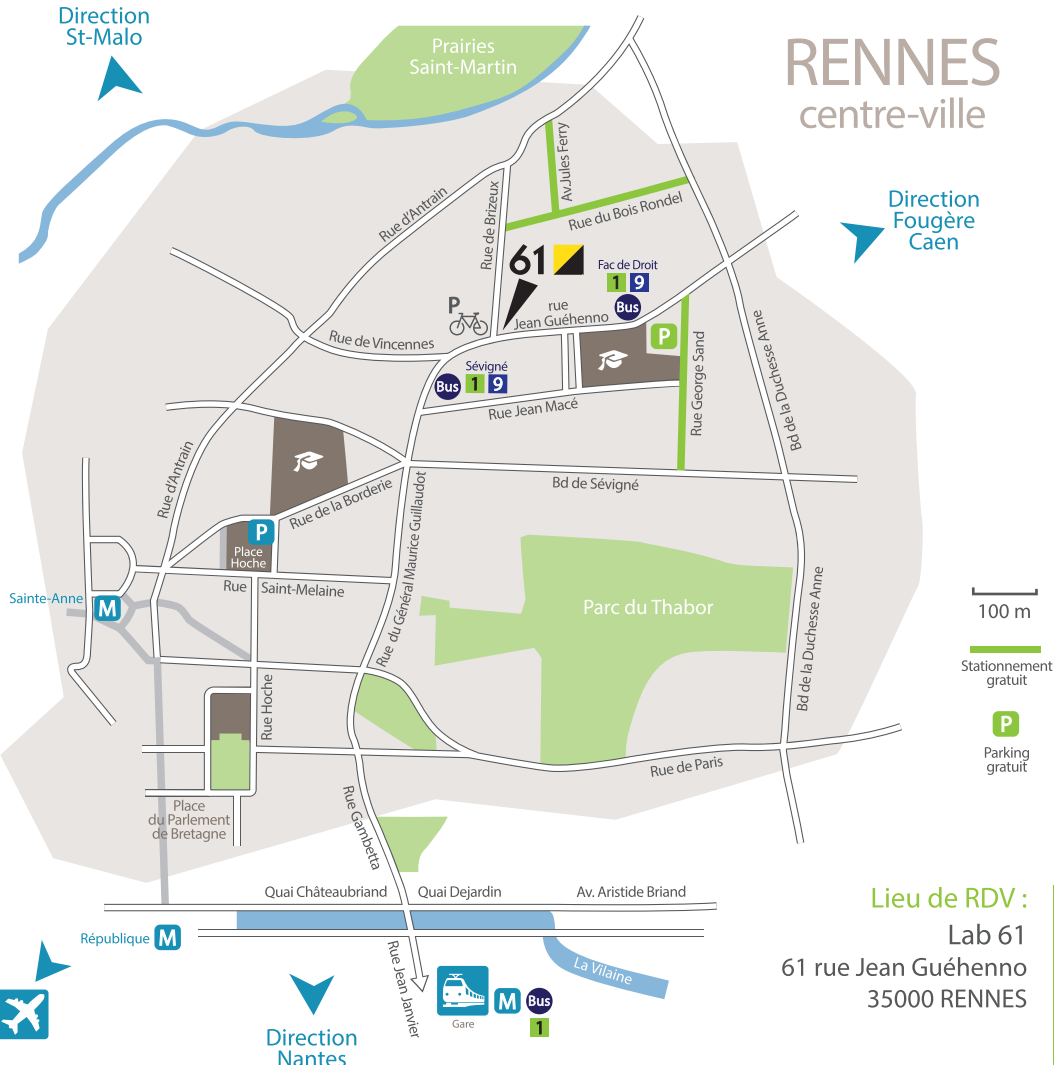 Direction
St-Malo
Prairies
Saint-Martin
RENNES
centre-ville
Direction
Fougère
Caen
Av.Jules Ferry
Rue du Bois Rondel
Rue d'Antrain
Rue de Brizeux
61
Fac de Droit
1 9
Bus
P
rue
Jean Guéhenno
P
Rue de Vincennes
Sévigné
Bus 1 9
Rue Jean Macé
Rue George Sand
Bd de la Duchesse Anne
Rue d'Antrain
Rue de la Borderie
Bd de Sévigné
P
Place
Hoche
Rue Saint-Melaine
Rue du Général Maurice Guillaudot
Sainte-Anne M
Parc du Thabor
Bd de la Duchesse Anne
100 m
Stationnement
gratuit
P
Parking
gratuit
Rue Hoche
Rue de Paris
Place
du Parlement
de Bretagne
Rue Gambetta
Quai Châteaubriand
Quai Dejardin
Av. Aristide Briand
République M
Rue Jean Janvier
La Vilaine
Gare
M Bus
1
Direction
Nantes
Lieu de RDV :
Lab 61
61 rue Jean Guéhenno
35000 RENNES